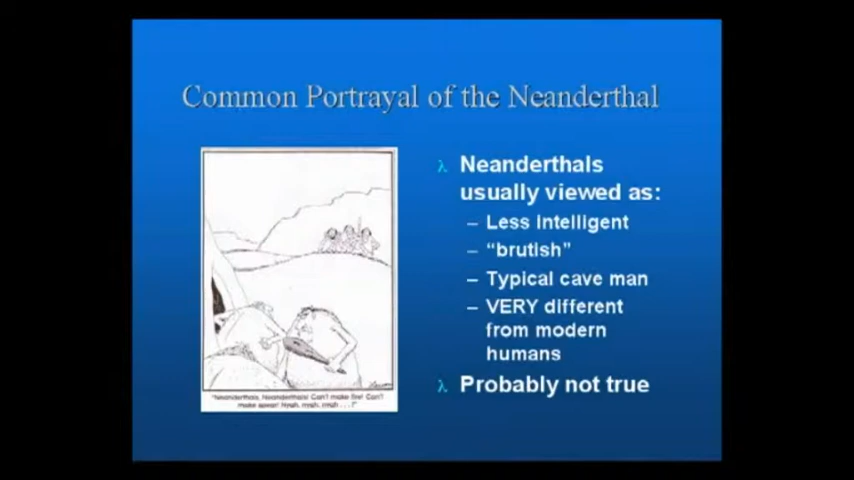 Common Portrayal of the Neanderthal
λ Neanderthals
usually viewed as:
– Less intelligent
– “brutish”
– Typical cave man
– VERY different
from modern
humans
λ Probably not true
"Neanderthals, Neanderthals! Can't make fire! Can't
make spear! Nyah, nyah, nyah . . . !"